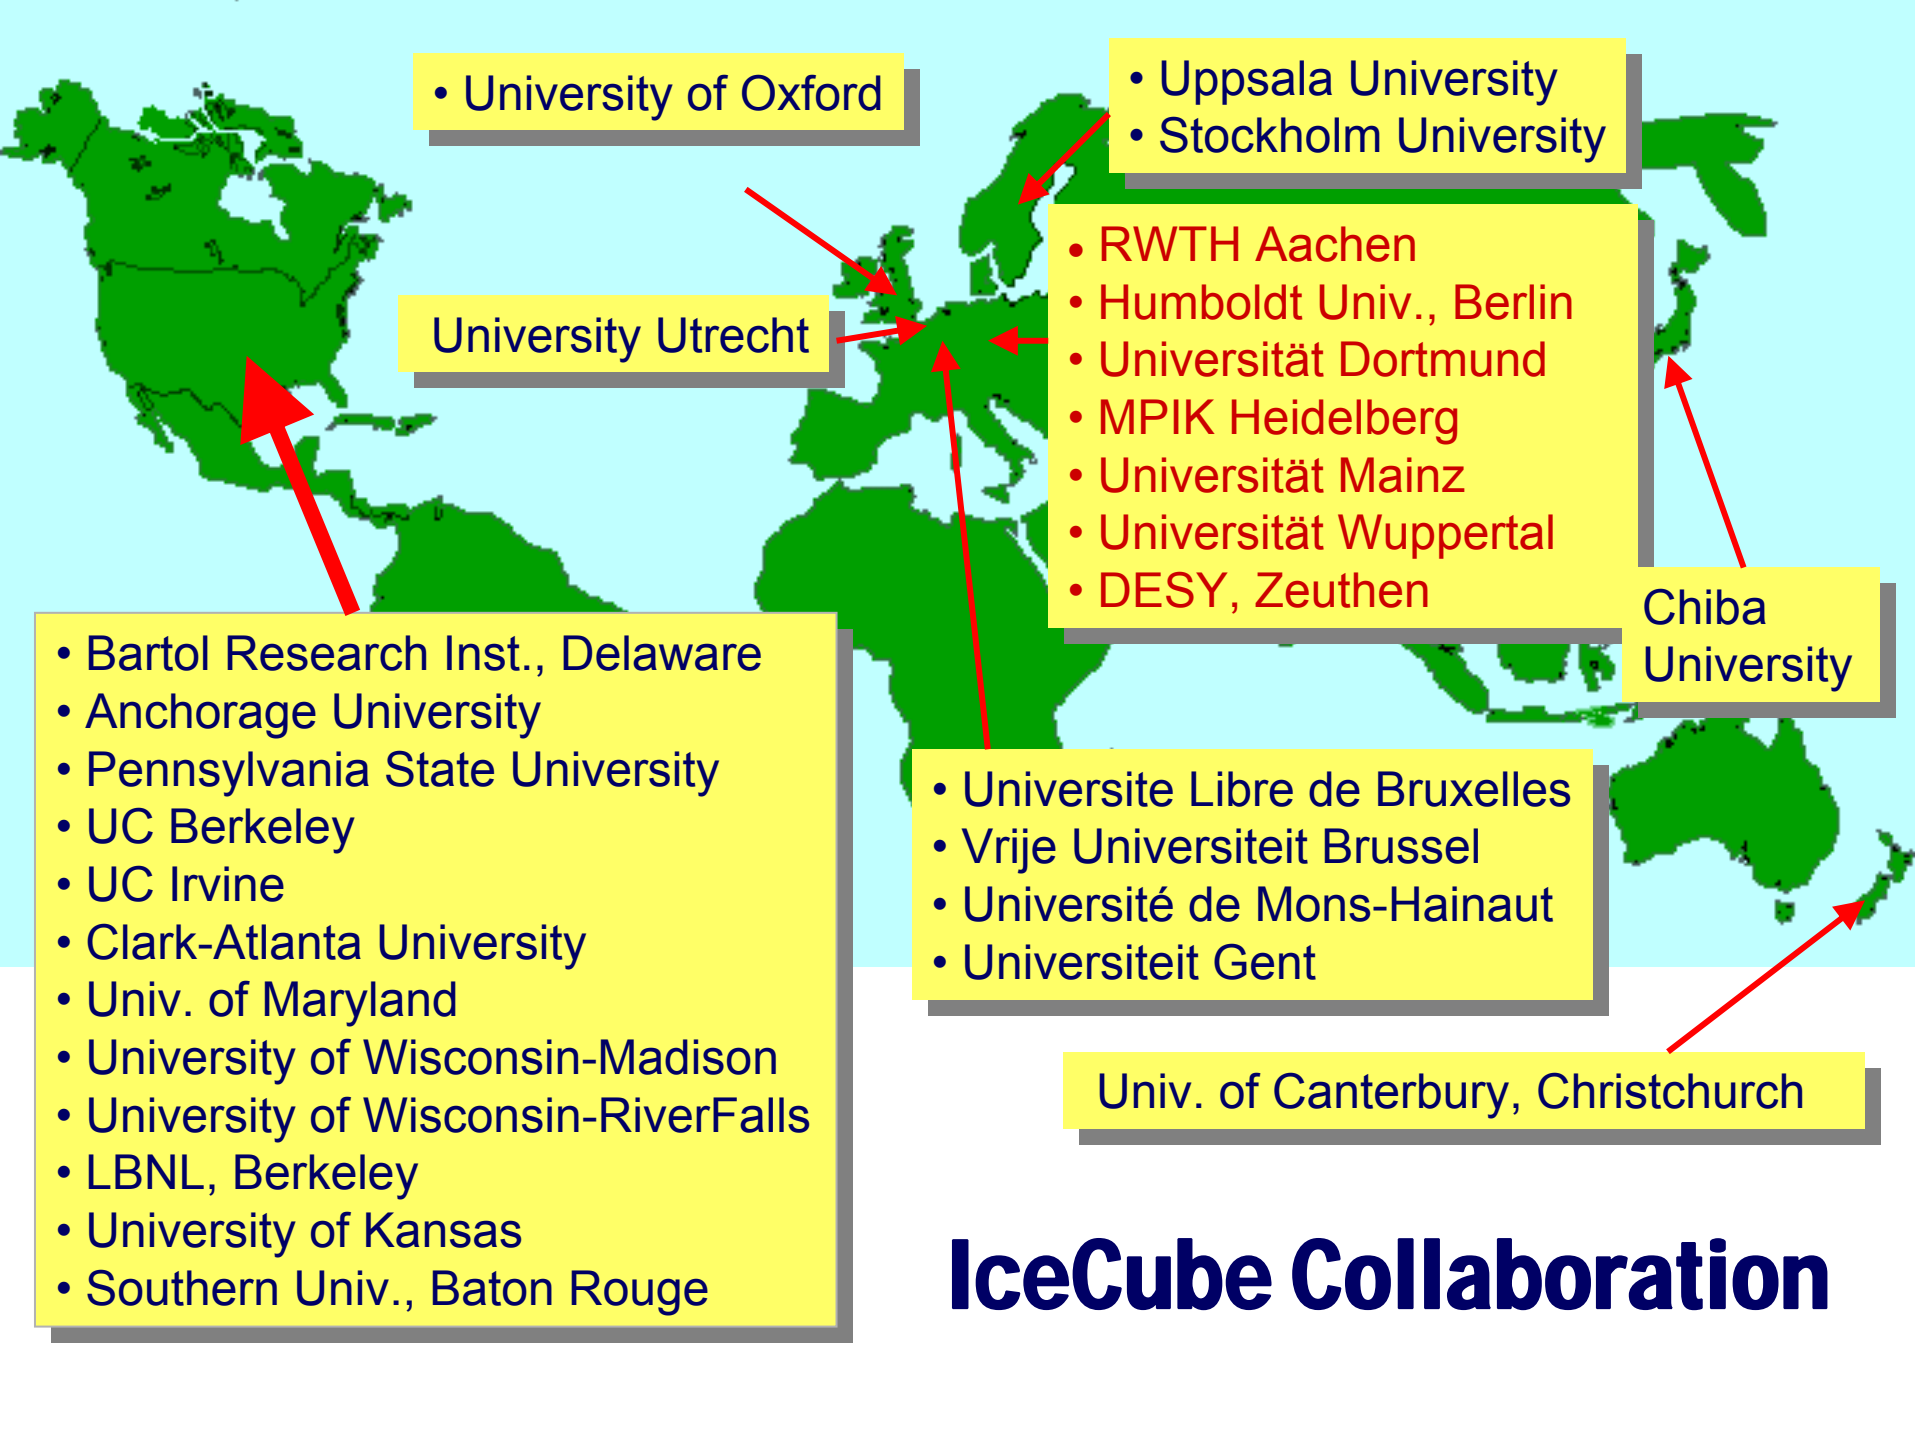 • University of Oxford
• Uppsala University
• Stockholm University
University Utrecht
• RWTH Aachen
• Humboldt Univ., Berlin
• Universität Dortmund
• MPIK Heidelberg
• Universität Mainz
• Universität Wuppertal
• DESY, Zeuthen
Chiba
University
• Bartol Research Inst., Delaware
• Anchorage University
• Pennsylvania State University
• UC Berkeley
• UC Irvine
• Clark-Atlanta University
• Univ. of Maryland
• University of Wisconsin-Madison
• University of Wisconsin-RiverFalls
• LBNL, Berkeley
• University of Kansas
• Southern Univ., Baton Rouge
• Universite Libre de Bruxelles
• Vrije Universiteit Brussel
• Université de Mons-Hainaut
• Universiteit Gent
Univ. of Canterbury, Christchurch
IceCube Collaboration